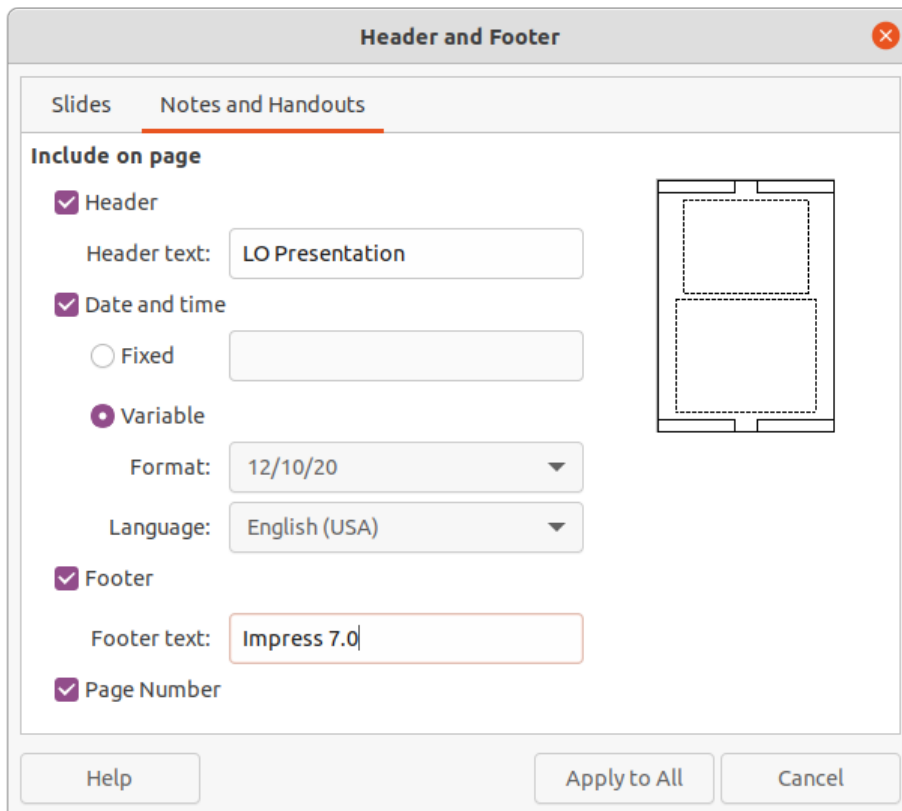 Header and Footer
Slides Notes and Handouts
Include on page
Header
Header text: LO Presentation
Date and time
Fixed
Variable
Format: 12/10/20
Language: English (USA)
Footer
Footer text: Impress 7.0
Page Number
Help Apply to All Cancel